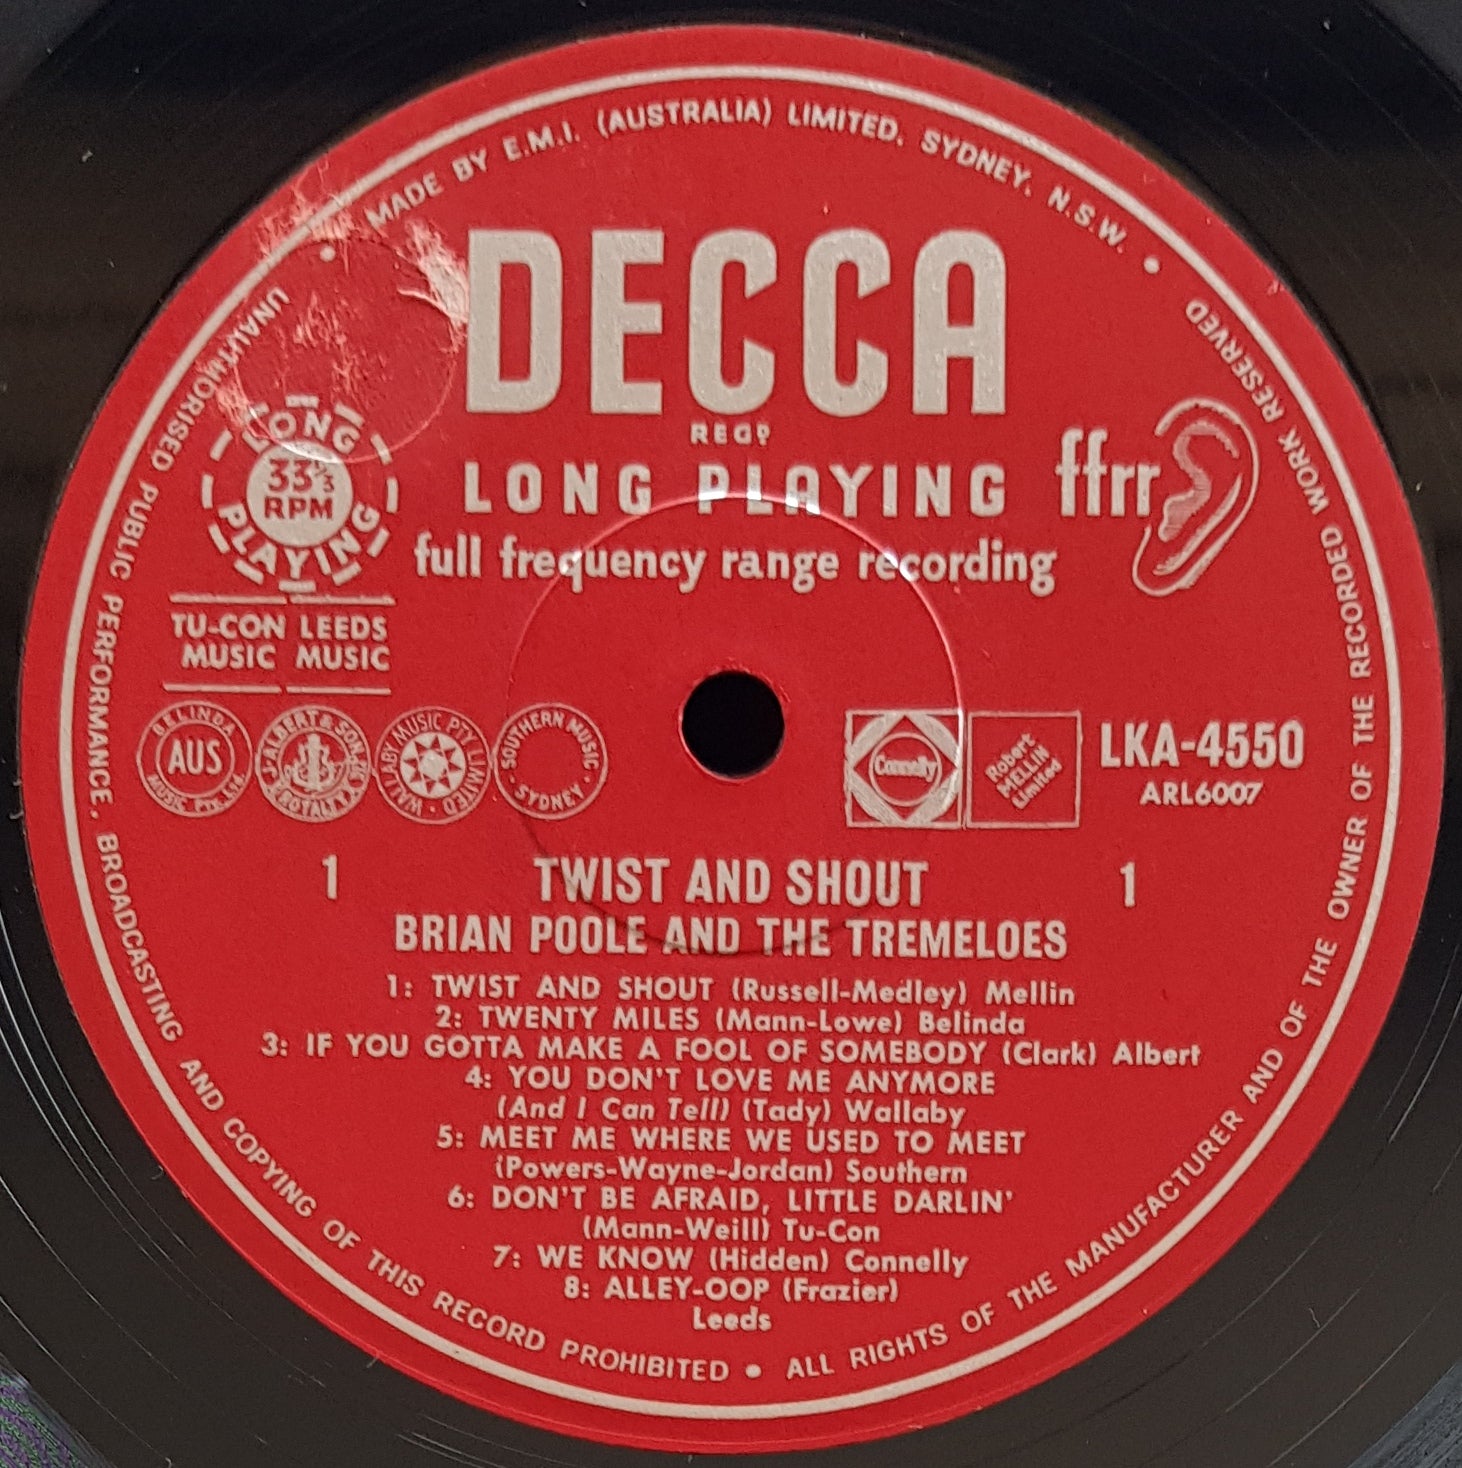 MADE BY E.M.I. (AUSTRALIA) LIMITED. SYDNEY. N.S.W.
DECCA
REGD
LONG PLAYING
ffrr
full frequency range recording
LONG
33⅓
RPM
PLAYING
TU-CON LEEDS
MUSIC MUSIC
BELINDA
AUS
MUSIC Pty. Ltd.
J. ALBERT & SON
WALLABY MUSIC PTY. LIMITED
SOUTHERN MUSIC
SYDNEY
Connelly
Robert
MELLIN
Limited
LKA-4550
ARL6007
1 TWIST AND SHOUT 1
BRIAN POOLE AND THE TREMELOES
1: TWIST AND SHOUT (Russell-Medley) Mellin
2: TWENTY MILES (Mann-Lowe) Belinda
3: IF YOU GOTTA MAKE A FOOL OF SOMEBODY (Clark) Albert
4: YOU DON'T LOVE ME ANYMORE
(And I Can Tell) (Tady) Wallaby
5: MEET ME WHERE WE USED TO MEET
(Powers-Wayne-Jordan) Southern
6: DON'T BE AFRAID, LITTLE DARLIN'
(Mann-Weill) Tu-Con
7: WE KNOW (Hidden) Connelly
8: ALLEY-OOP (Frazier)
Leeds
UNAUTHORISED PUBLIC PERFORMANCE. BROADCASTING AND COPYING OF THIS RECORD PROHIBITED • ALL RIGHTS OF THE MANUFACTURER AND OF THE OWNER OF THE RECORDED WORK RESERVED